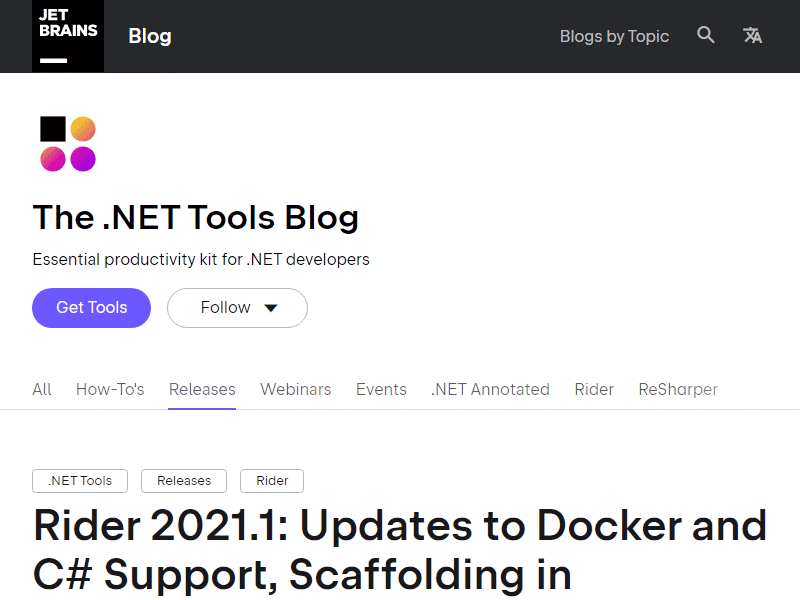 JET
BRAINS
Blog
Blogs by Topic
The .NET Tools Blog
Essential productivity kit for .NET developers
Get Tools
Follow
All How-To's Releases Webinars Events .NET Annotated Rider ReSharper
.NET Tools Releases Rider
Rider 2021.1: Updates to Docker and
C# Support, Scaffolding in